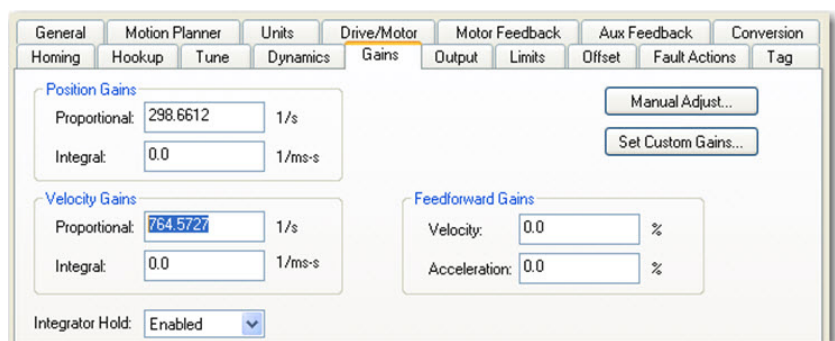 General Motion Planner Units Drive/Motor Motor Feedback Aux Feedback Conversion
Homing Hookup Tune Dynamics Gains Output Limits Offset Fault Actions Tag
Position Gains
Proportional: 298.6612 1/s
Integral: 0.0 1/ms-s
Manual Adjust...
Set Custom Gains...
Velocity Gains
Proportional: 764.5727 1/s
Integral: 0.0 1/ms-s
Feedforward Gains
Velocity: 0.0 %
Acceleration: 0.0 %
Integrator Hold: Enabled